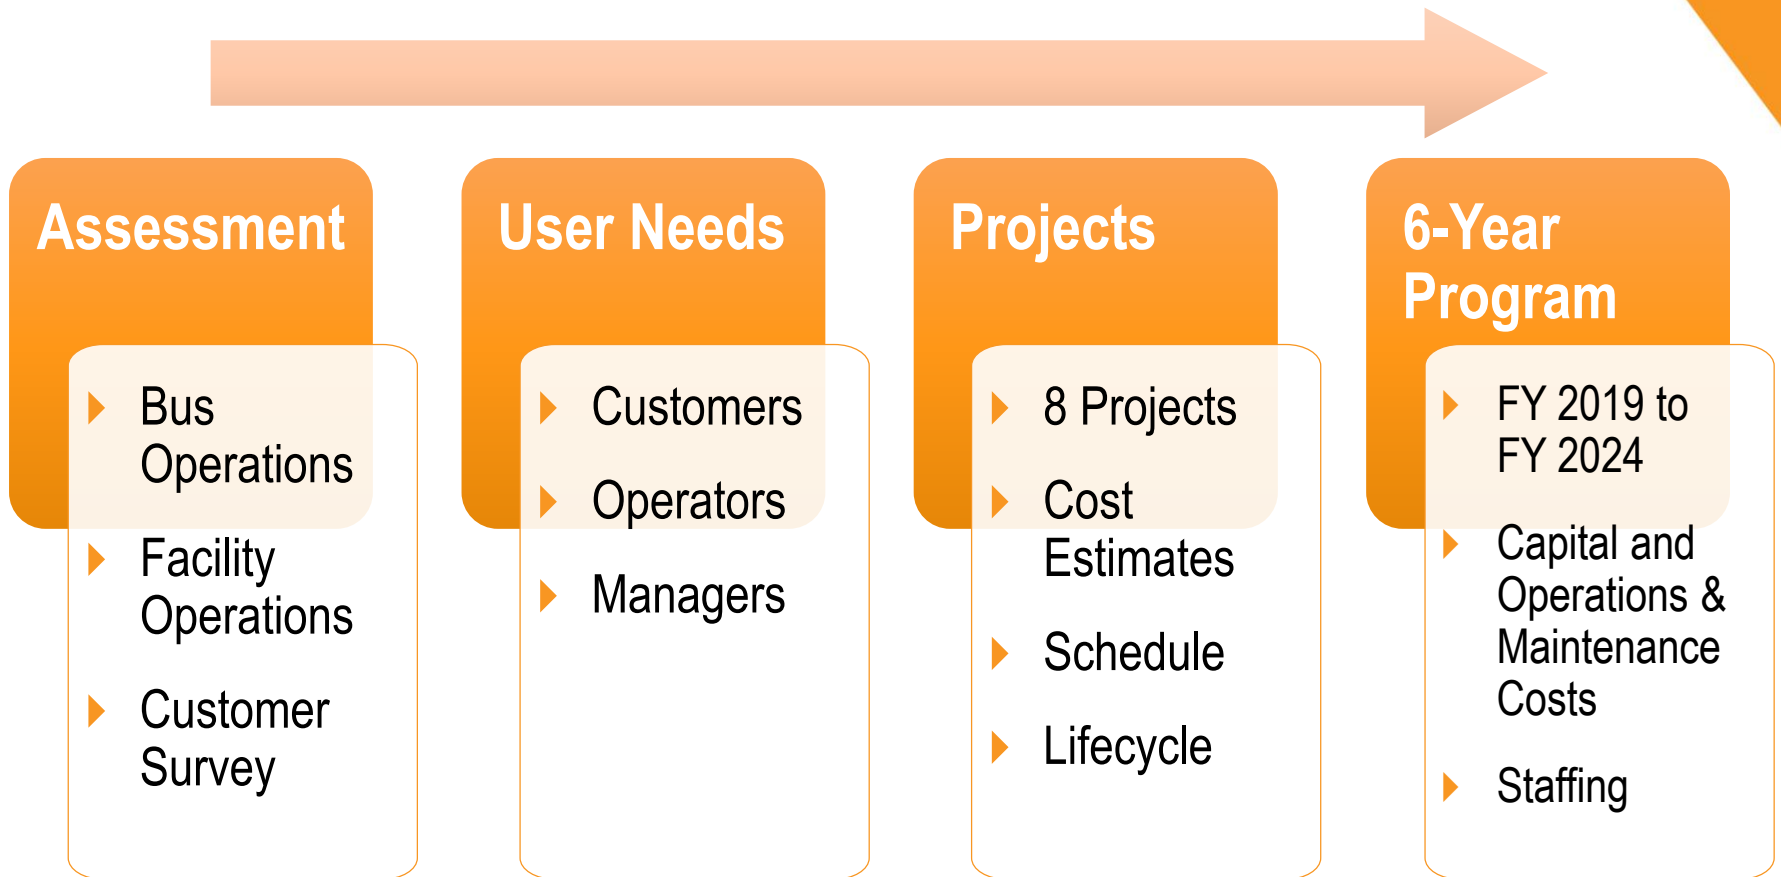 Assessment
Bus
Operations
Facility
Operations
Customer
Survey
User Needs
Customers
Operators
Managers
Projects
8 Projects
Cost
Estimates
Schedule
Lifecycle
6-Year
Program
FY 2019 to
FY 2024
Capital and
Operations &
Maintenance
Costs
Staffing